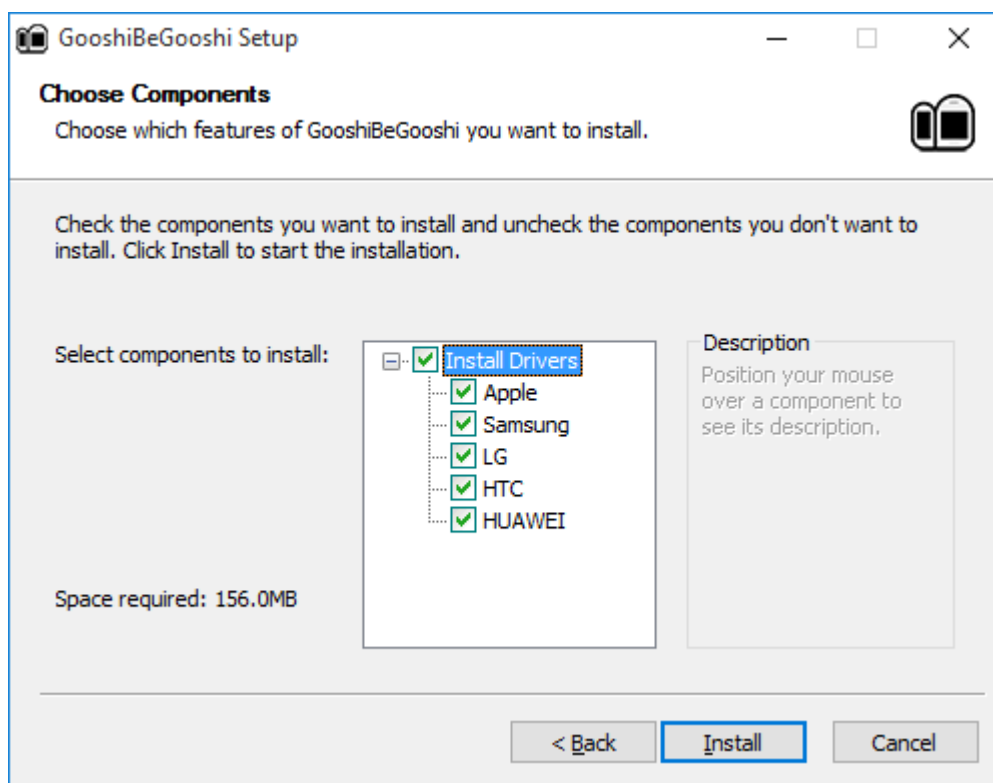 GooshiBeGooshi Setup
Choose Components
Choose which features of GooshiBeGooshi you want to install.
Check the components you want to install and uncheck the components you don't want to
install. Click Install to start the installation.
Select components to install:
Install Drivers
Apple
Samsung
LG
HTC
HUAWEI
Description
Position your mouse
over a component to
see its description.
Space required: 156.0MB
< Back
Install
Cancel